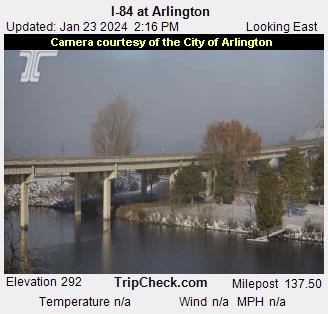 I-84 at Arlington
Updated: Jan 23 2024 2:16 PM Looking East
Camera courtesy of the City of Arlington
Elevation 292 TripCheck.com Milepost 137.50
Temperature n/a Wind n/a MPH n/a